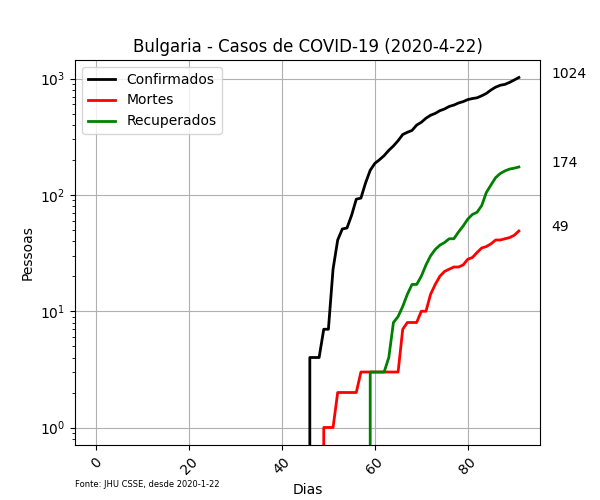 Bulgaria - Casos de COVID-19 (2020-4-22)
Confirmados
Mortes
Recuperados
1024
174
49
10³
10²
10¹
10⁰
Pessoas
0
20
40
60
80
Dias
Fonte: JHU CSSE, desde 2020-1-22